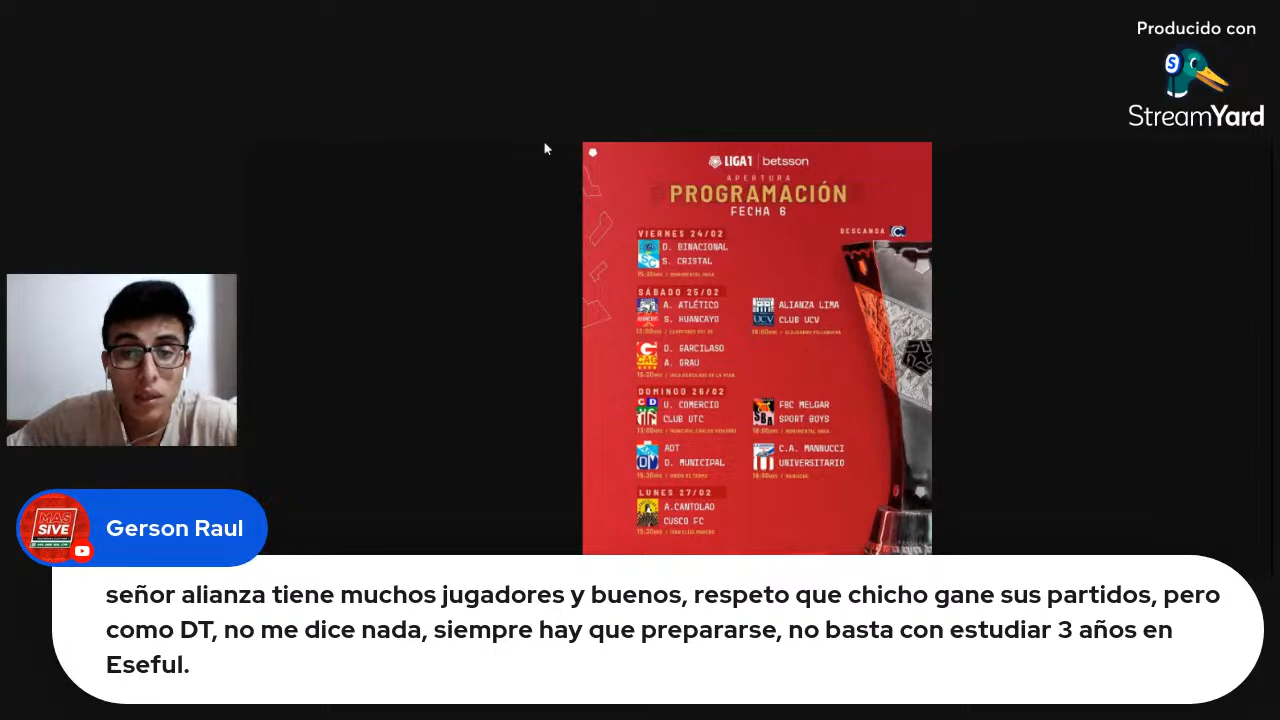 Producido con
StreamYard
LIGA1 betsson
APERTURA
PROGRAMACIÓN
FECHA 6
DESCANSA
VIERNES 24/02
D. BINACIONAL
S. CRISTAL
SÁBADO 25/02
A. ATLÉTICO
S. HUANCAYO
ALIANZA LIMA
CLUB UCV
D. GARCILASO
A. GRAU
DOMINGO 26/02
U. COMERCIO
CLUB UTC
FBC MELGAR
SPORT BOYS
ADT
D. MUNICIPAL
C.A. MANNUCCI
UNIVERSITARIO
LUNES 27/02
A.CANTOLAO
CUSCO FC
MAS
SIVE
Gerson Raul
señor alianza tiene muchos jugadores y buenos, respeto que chicho gane sus partidos, pero
como DT, no me dice nada, siempre hay que prepararse, no basta con estudiar 3 años en
Eseful.